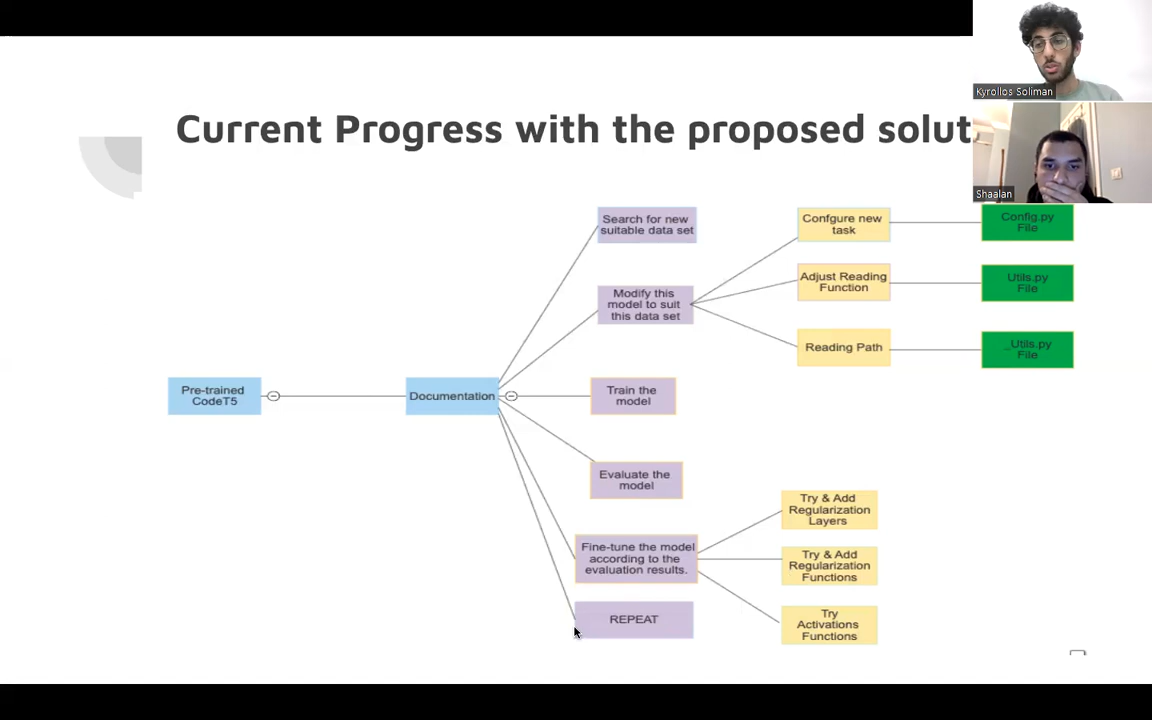 Kyrollos Soliman
Current Progress with the proposed solut
Shaalan
Search for new
suitable data set
Confgure new
task
Config.py
File
Modify this
model to suit
this data set
Adjust Reading
Function
Utils.py
File
Reading Path
_Utils.py
File
Pre-trained
CodeT5
Documentation
Train the
model
Evaluate the
model
Fine-tune the model
according to the
evaluation results.
Try & Add
Regularization
Layers
Try & Add
Regularization
Functions
Try
Activations
Functions
REPEAT